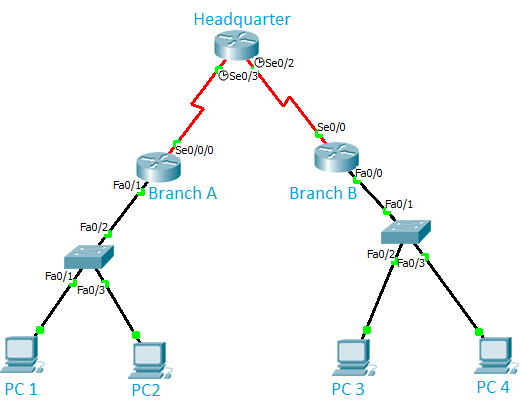 Headquarter
Se0/2
Se0/3
Se0/0/0
Se0/0
Fa0/1
Branch A
Branch B
Fa0/0
Fa0/2
Fa0/1
Fa0/1
Fa0/3
Fa0/2
Fa0/3
PC 1
PC2
PC 3
PC 4